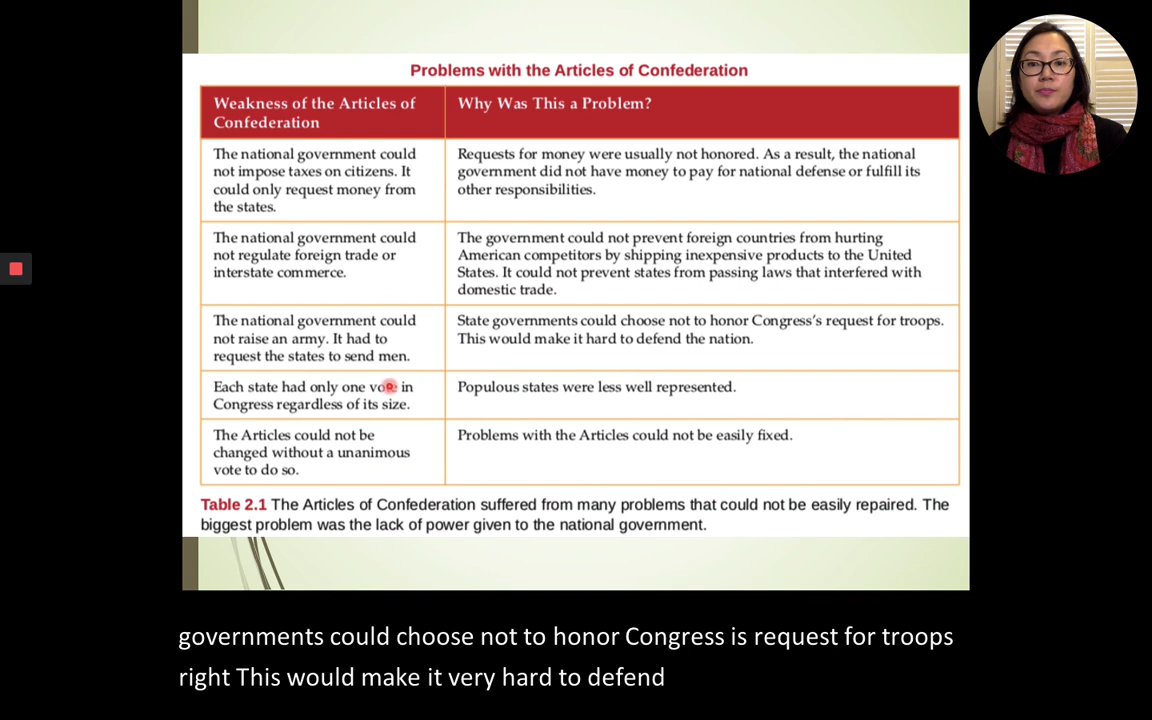 Problems with the Articles of Confederation
Weakness of the Articles of
Confederation
Why Was This a Problem?
The national government could
not impose taxes on citizens. It
could only request money from
the states.
Requests for money were usually not honored. As a result, the national
government did not have money to pay for national defense or fulfill its
other responsibilities.
The national government could
not regulate foreign trade or
interstate commerce.
The government could not prevent foreign countries from hurting
American competitors by shipping inexpensive products to the United
States. It could not prevent states from passing laws that interfered with
domestic trade.
The national government could
not raise an army. It had to
request the states to send men.
State governments could choose not to honor Congress's request for troops.
This would make it hard to defend the nation.
Each state had only one vote in
Congress regardless of its size.
Populous states were less well represented.
The Articles could not be
changed without a unanimous
vote to do so.
Problems with the Articles could not be easily fixed.
Table 2.1 The Articles of Confederation suffered from many problems that could not be easily repaired. The
biggest problem was the lack of power given to the national government.
governments could choose not to honor Congress is request for troops
right This would make it very hard to defend